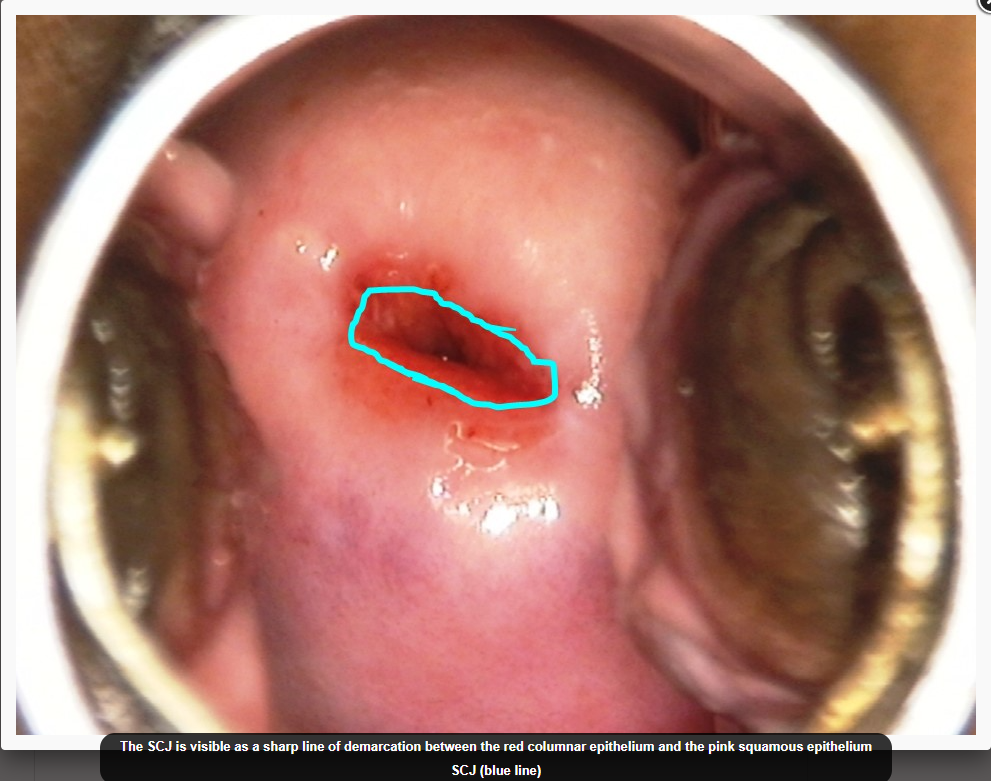 The SCJ is visible as a sharp line of demarcation between the red columnar epithelium and the pink squamous epithelium
SCJ (blue line)